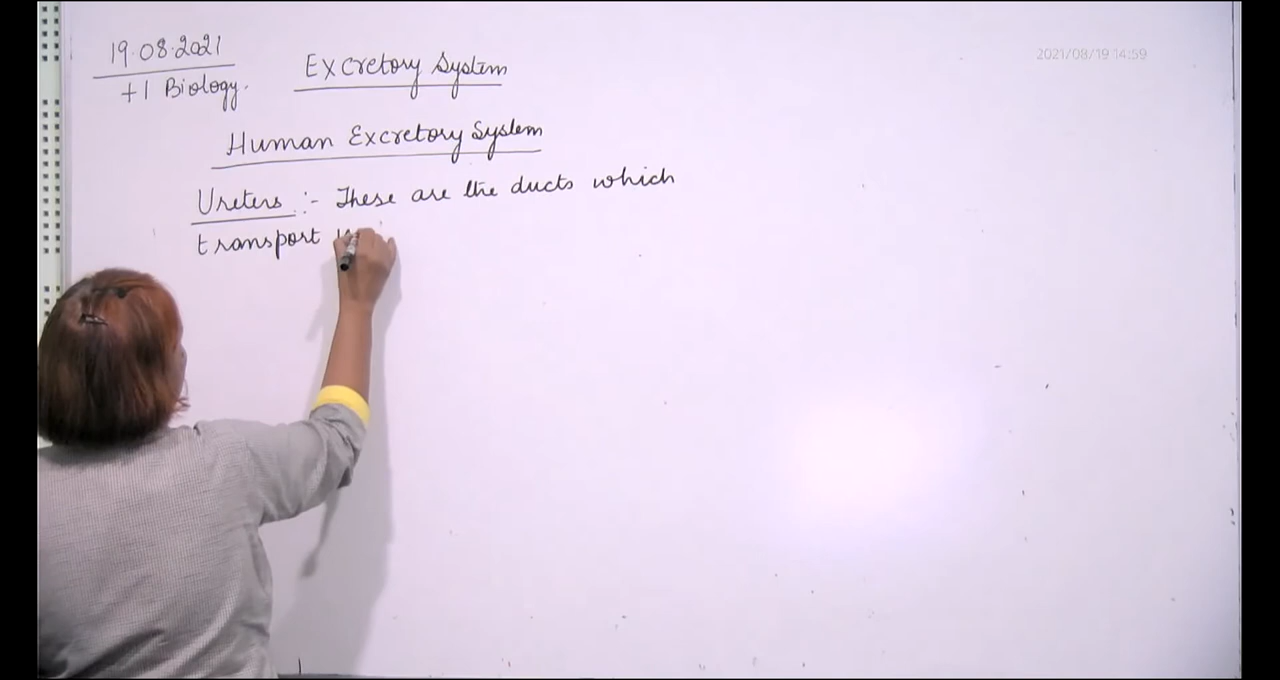 19.08.2021
+1 Biology.
Excretory System
2021/08/19 14:59
Human Excretory System
Ureters :- These are the ducts which
transport